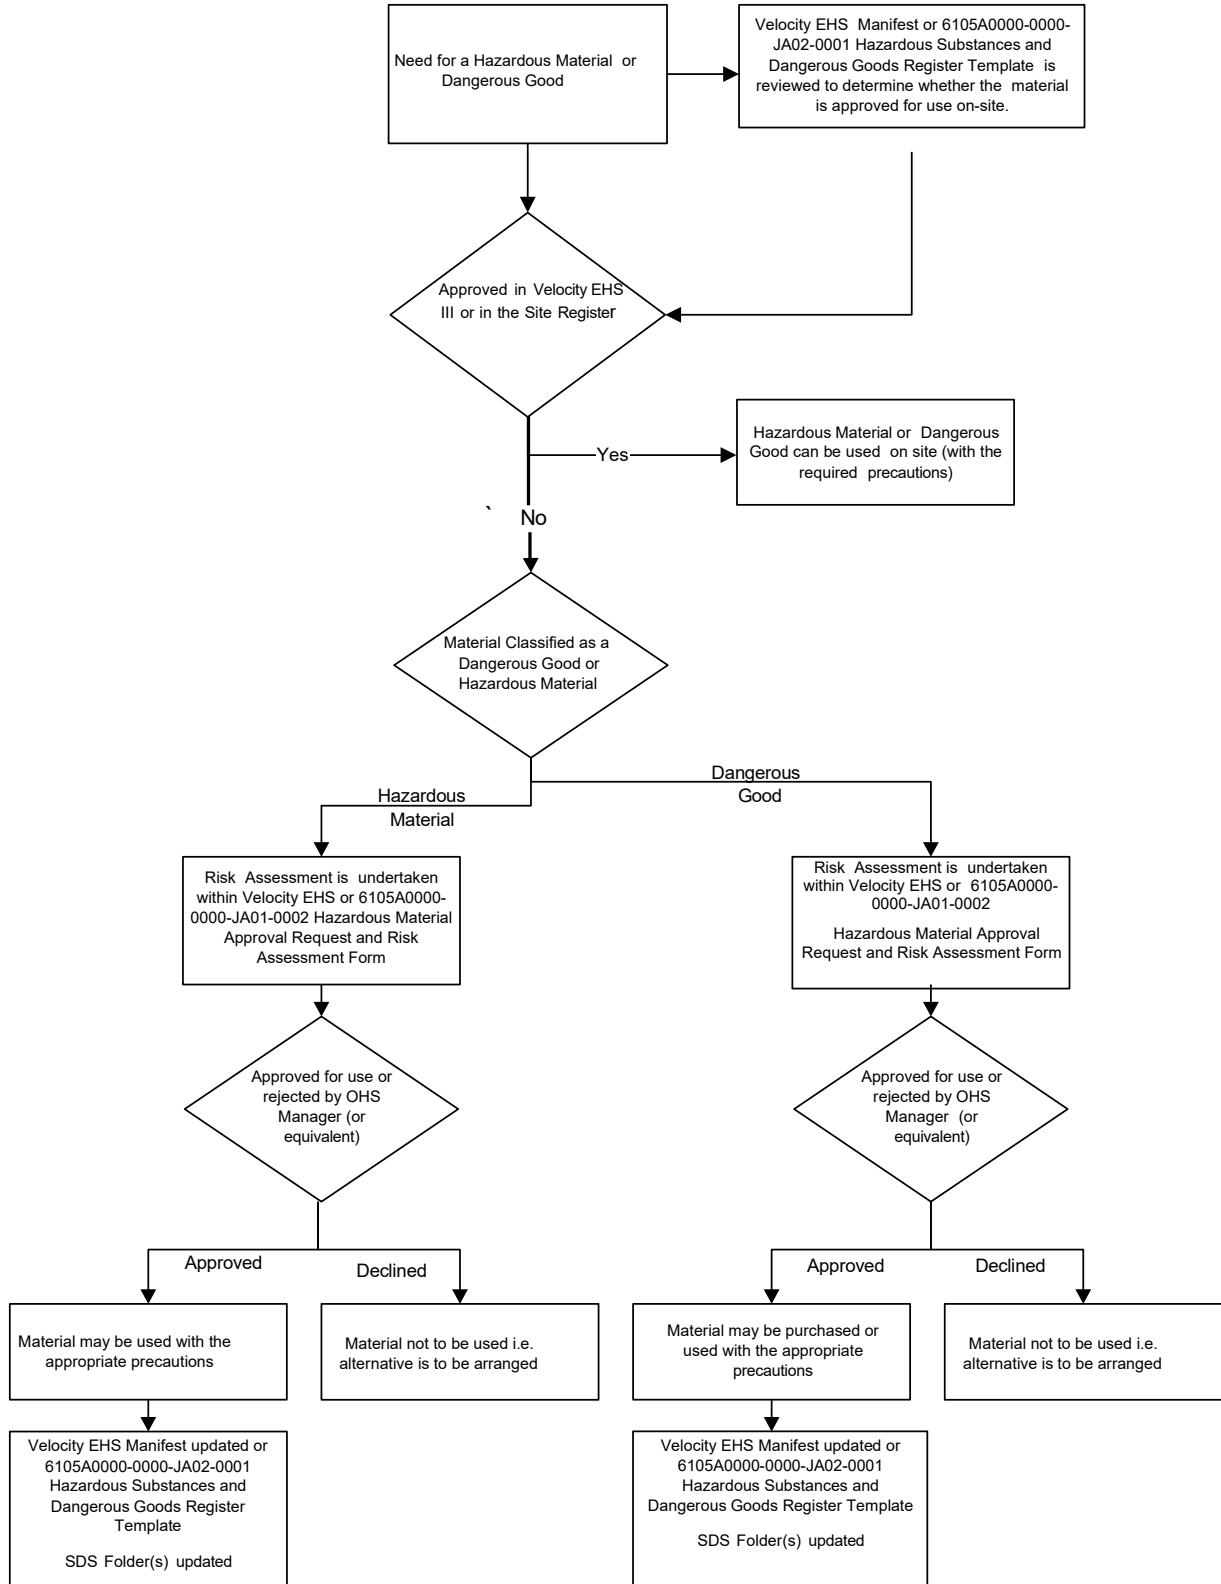 Need for a Hazardous Material or
Dangerous Good
Velocity EHS Manifest or 6105A0000-0000-
JA02-0001 Hazardous Substances and
Dangerous Goods Register Template is
reviewed to determine whether the material
is approved for use on-site.
Approved in Velocity EHS
III or in the Site Register
Yes
Hazardous Material or Dangerous
Good can be used on site (with the
required precautions)
` No
Material Classified as a
Dangerous Good or
Hazardous Material
Hazardous
Material
Dangerous
Good
Risk Assessment is undertaken
within Velocity EHS or 6105A0000-
0000-JA01-0002 Hazardous Material
Approval Request and Risk
Assessment Form
Risk Assessment is undertaken
within Velocity EHS or 6105A0000-
0000-JA01-0002
Hazardous Material Approval
Request and Risk Assessment Form
Approved for use or
rejected by OHS
Manager (or
equivalent)
Approved for use or
rejected by OHS
Manager (or
equivalent)
Approved
Declined
Approved
Declined
Material may be used with the
appropriate precautions
Material not to be used i.e.
alternative is to be arranged
Material may be purchased or
used with the appropriate
precautions
Material not to be used i.e.
alternative is to be arranged
Velocity EHS Manifest updated or
6105A0000-0000-JA02-0001
Hazardous Substances and
Dangerous Goods Register
Template
SDS Folder(s) updated
Velocity EHS Manifest updated or
6105A0000-0000-JA02-0001
Hazardous Substances and
Dangerous Goods Register Template
SDS Folder(s) updated